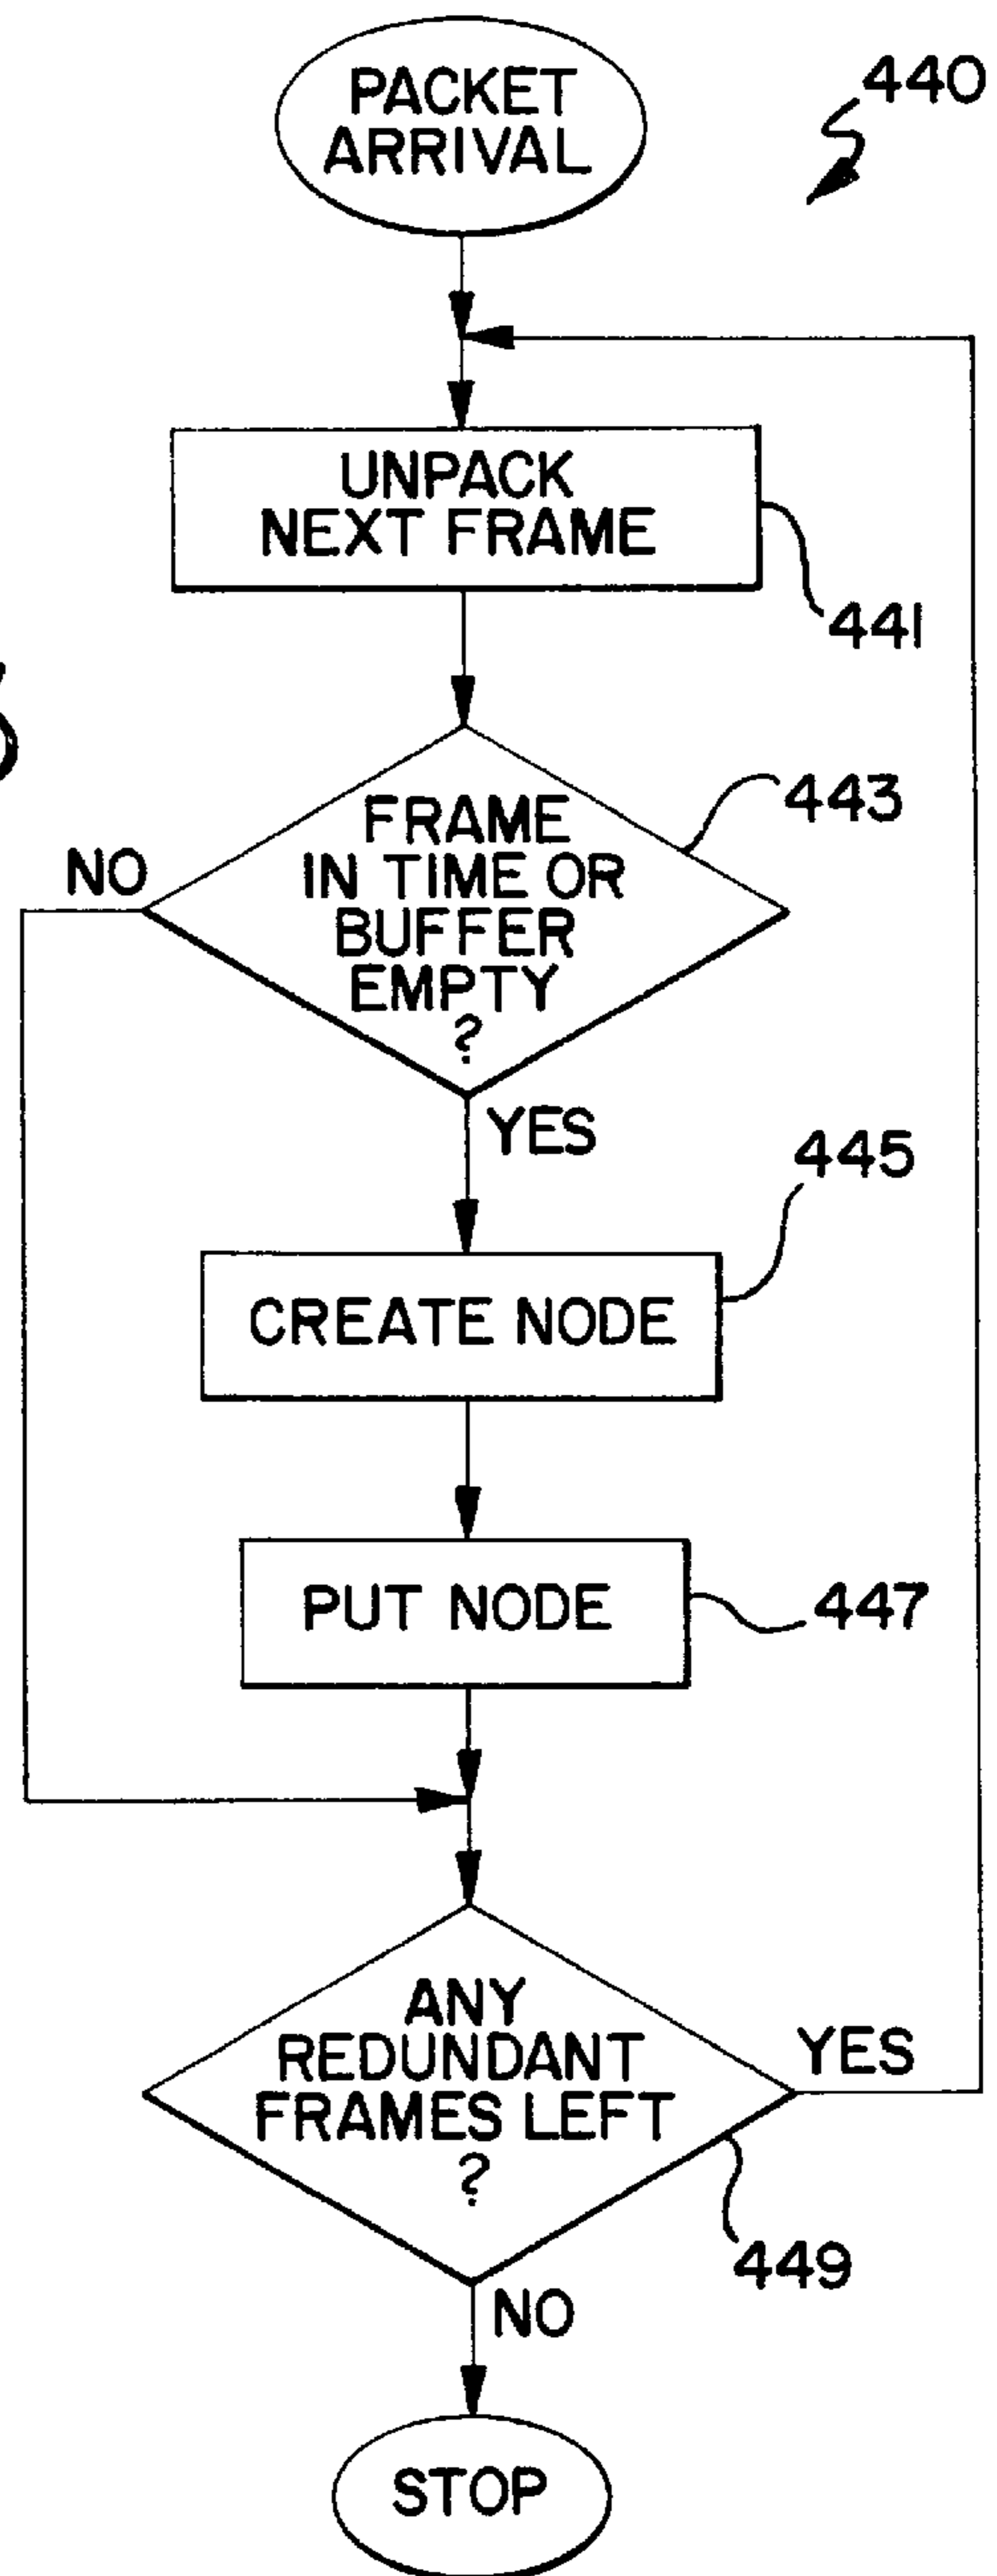 PACKET
ARRIVAL
440
UNPACK
NEXT FRAME
441
FRAME
IN TIME OR
BUFFER
EMPTY
?
443
NO
YES
445
CREATE NODE
PUT NODE
447
ANY
REDUNDANT
FRAMES LEFT
?
YES
449
NO
STOP